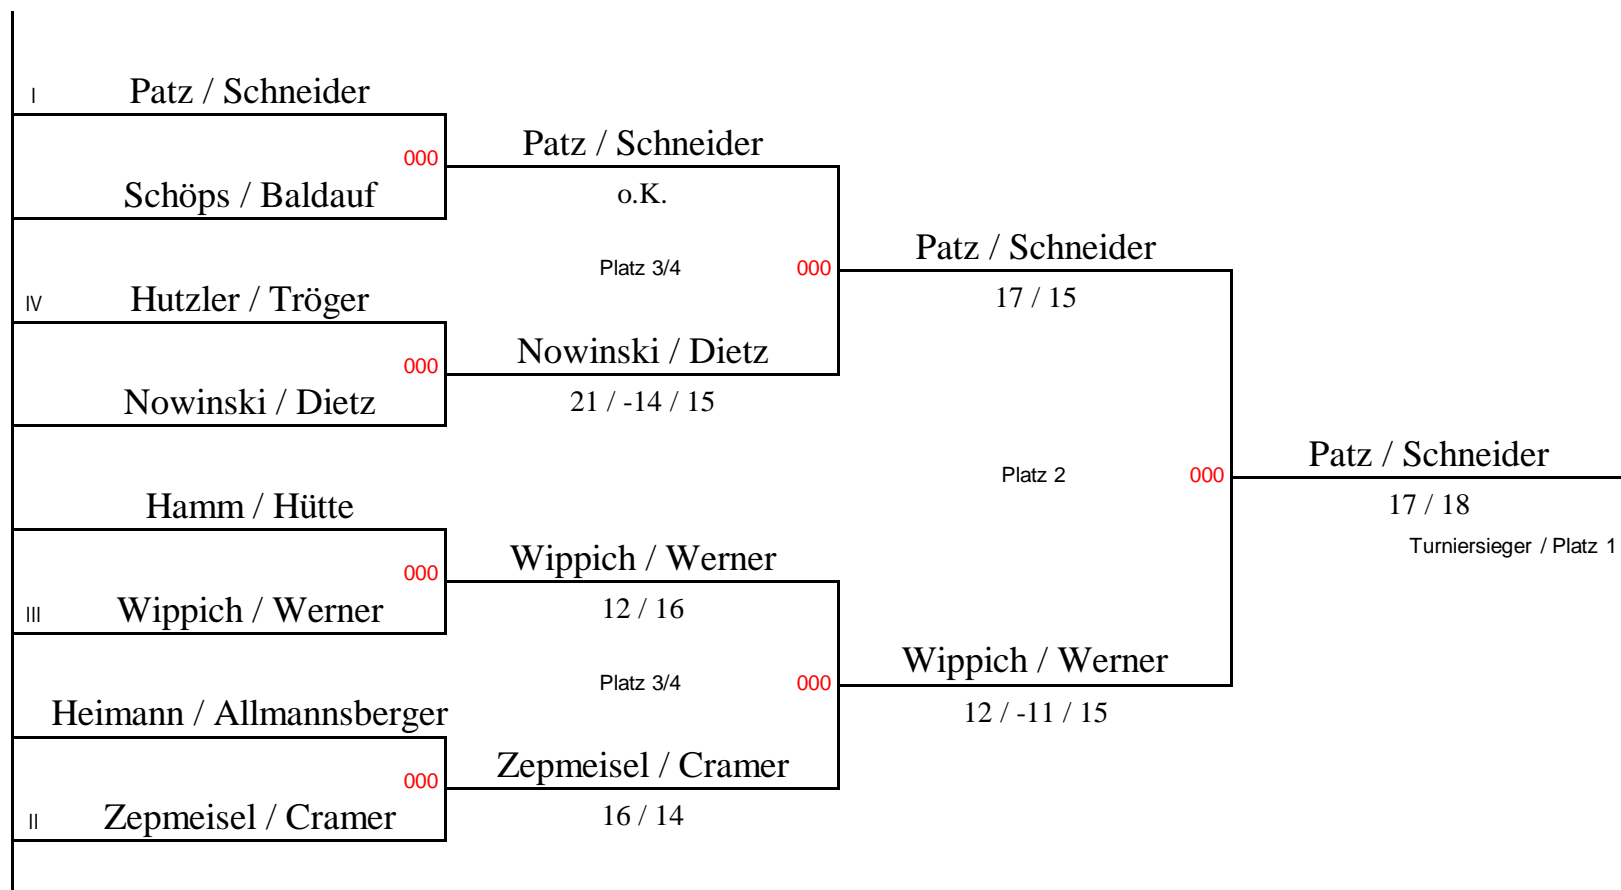 I Patz / Schneider
000 Patz / Schneider
Schöps / Baldauf
o.K.
Patz / Schneider
Platz 3/4 000
17 / 15
IV Hutzler / Tröger
000
Nowinski / Dietz
Nowinski / Dietz
21 / -14 / 15
Patz / Schneider
Platz 2 000
17 / 18
Turniersieger / Platz 1
Hamm / Hütte
000
Wippich / Werner
III Wippich / Werner
12 / 16
Wippich / Werner
Platz 3/4 000
12 / -11 / 15
Heimann / Allmannsberger
000
Zepmeisel / Cramer
II Zepmeisel / Cramer
16 / 14